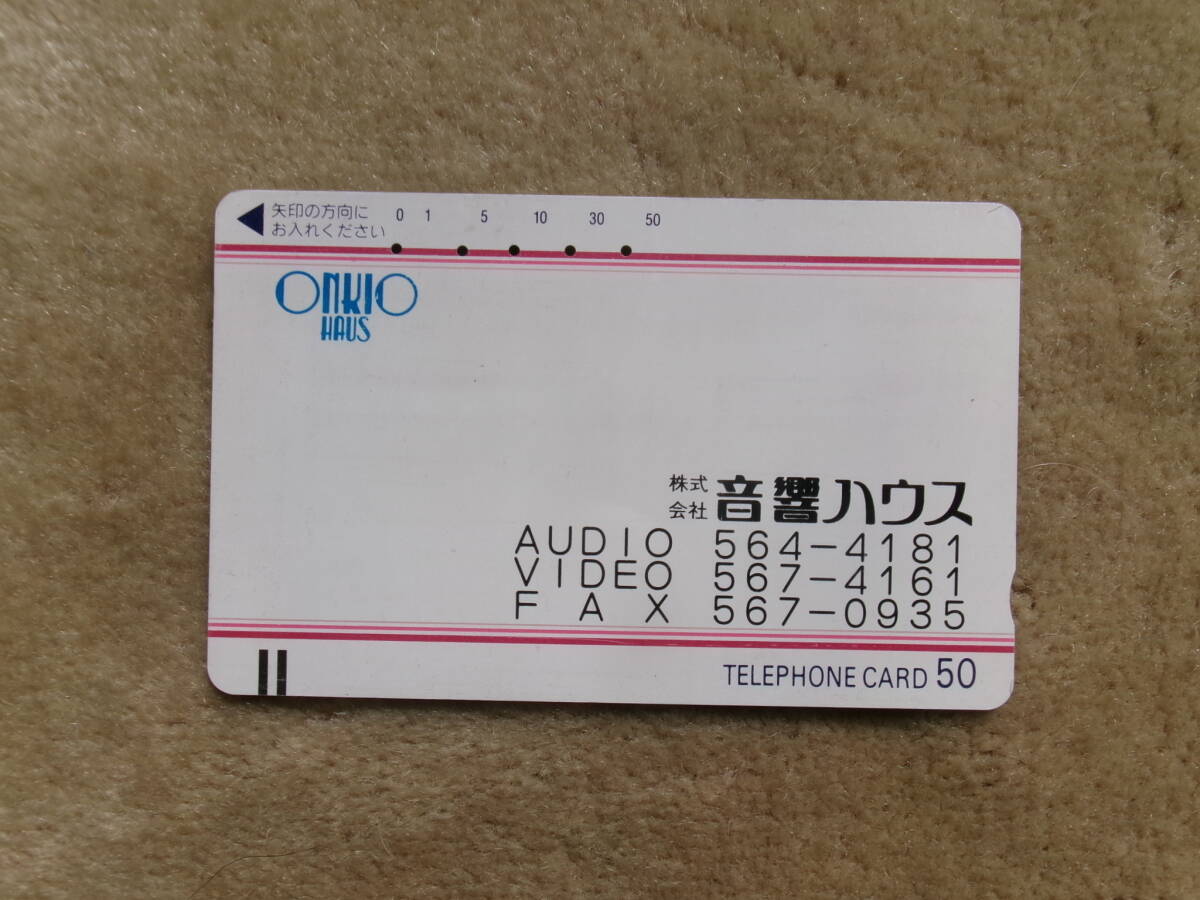 矢印の方向に
お入れください
0 1 5 10 30 50
ONKIO
HAUS
株式
会社 音響ハウス
AUDIO 564-4181
VIDEO 567-4161
FAX 567-0935
TELEPHONE CARD 50